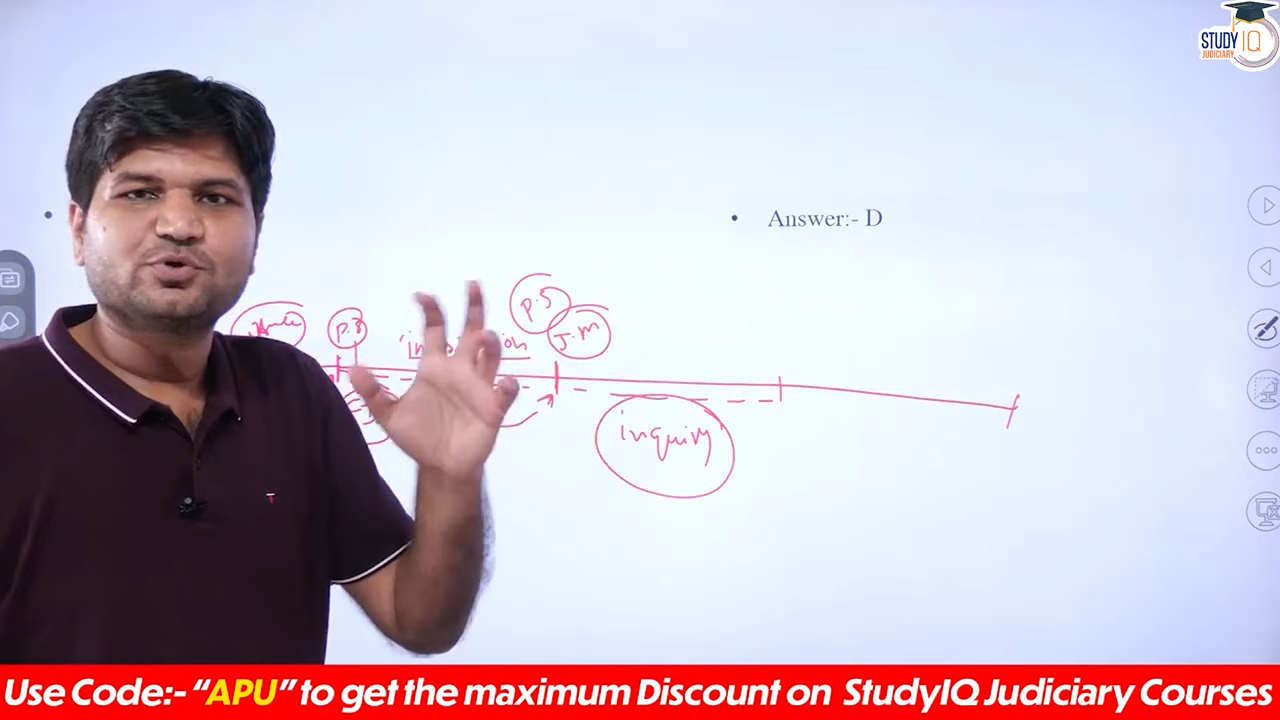 STUDY IQ
JUDICIARY
• Answer:- D
P.S
J.M
inquiry
Use Code:- “APU” to get the maximum Discount on StudyIQ Judiciary Courses